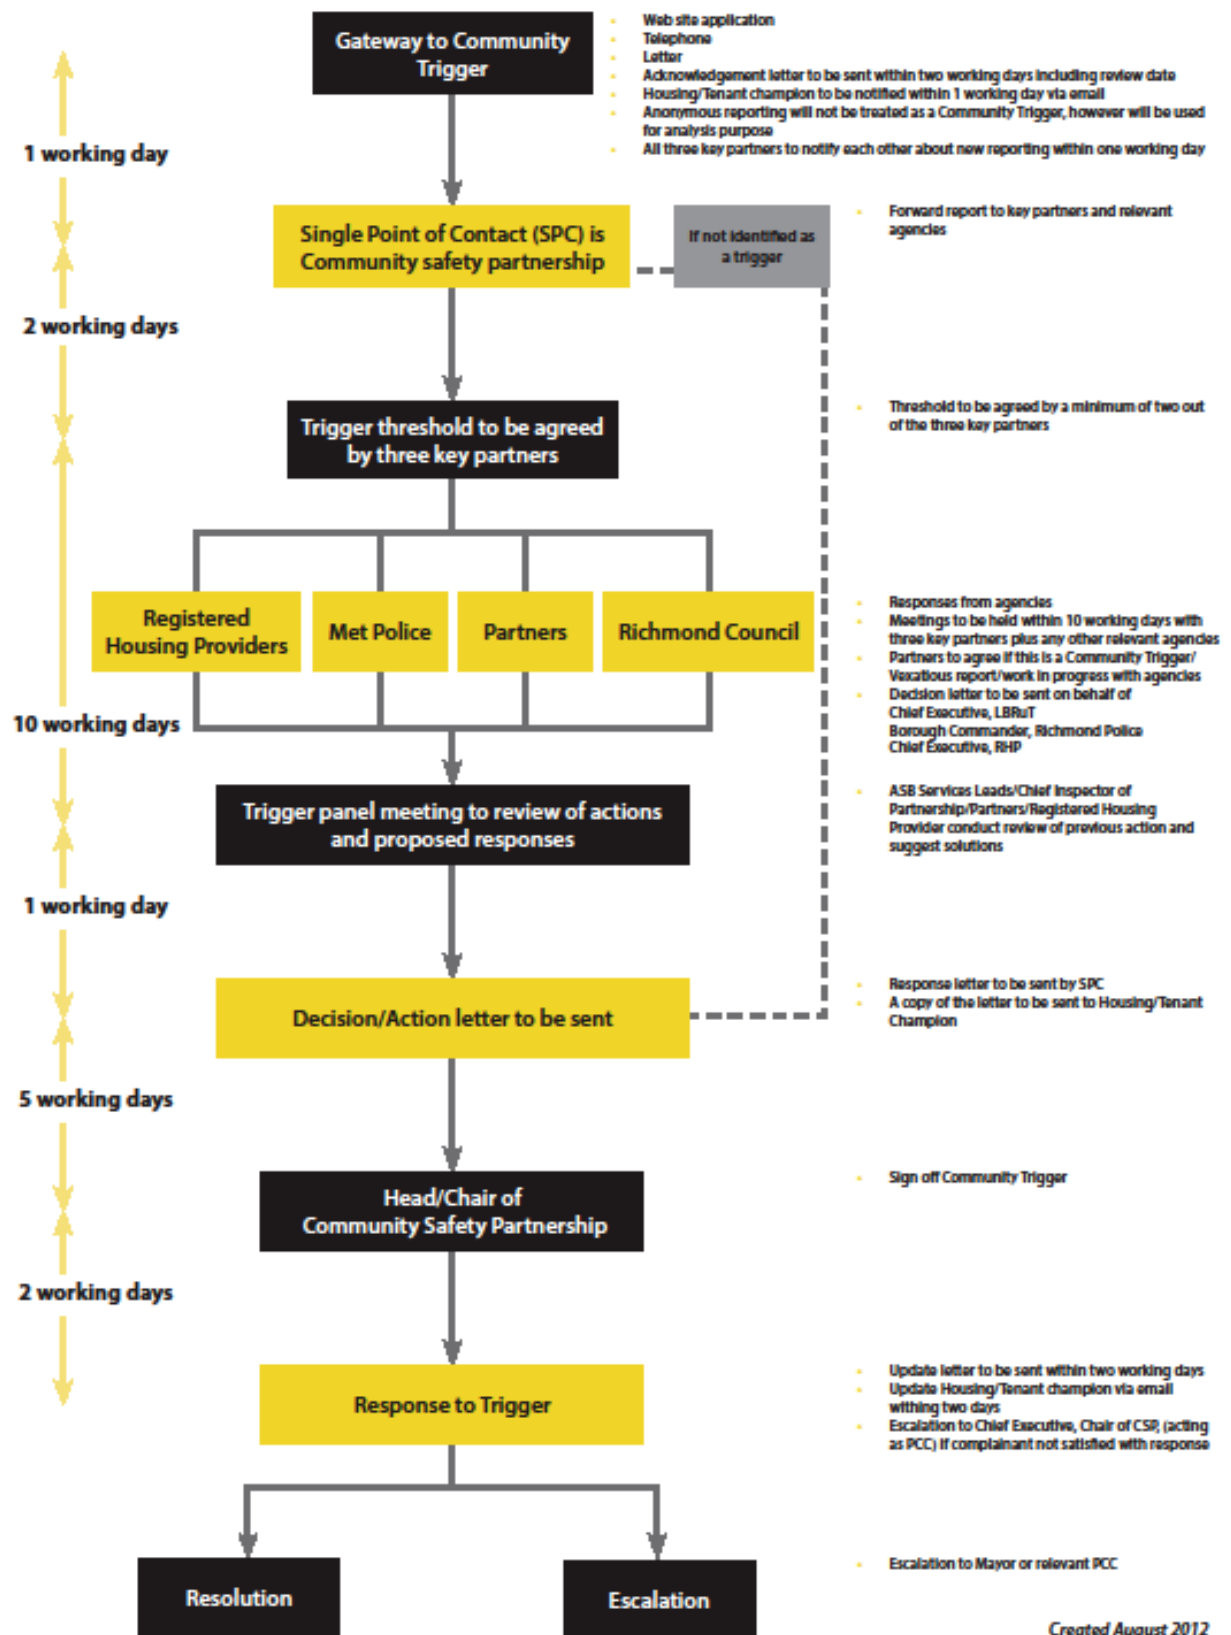 Gateway to Community
Trigger
Web site application
Telephone
Letter
Acknowledgement letter to be sent within two working days including review date
Housing/Tenant champion to be notified within 1 working day via email
Anonymous reporting will not be treated as a Community Trigger, however will be used
for analysis purpose
All three key partners to notify each other about new reporting within one working day
1 working day
Single Point of Contact (SPC) is
Community safety partnership
If not identified as
a trigger
Forward report to key partners and relevant
agencies
2 working days
Trigger threshold to be agreed
by three key partners
Threshold to be agreed by a minimum of two out
of the three key partners
Registered
Housing Providers
Met Police
Partners
Richmond Council
Responses from agencies
Meetings to be held within 10 working days with
three key partners plus any other relevant agencies
Partners to agree if this is a Community Trigger/
Vexatious report/work in progress with agencies
Decision letter to be sent on behalf of
Chief Executive, LBRuT
Borough Commander, Richmond Police
Chief Executive, RHP
10 working days
Trigger panel meeting to review of actions
and proposed responses
ASB Services Leads/Chief Inspector of
Partnership/Partners/Registered Housing
Provider conduct review of previous action and
suggest solutions
1 working day
Decision/Action letter to be sent
Response letter to be sent by SPC
A copy of the letter to be sent to Housing/Tenant
Champion
5 working days
Head/Chair of
Community Safety Partnership
Sign off Community Trigger
2 working days
Response to Trigger
Update letter to be sent within two working days
Update Housing/Tenant champion via email
withing two days
Escalation to Chief Executive, Chair of CSP, (acting
as PCC) if complainant not satisfied with response
Resolution
Escalation
Escalation to Mayor or relevant PCC
Created August 2012